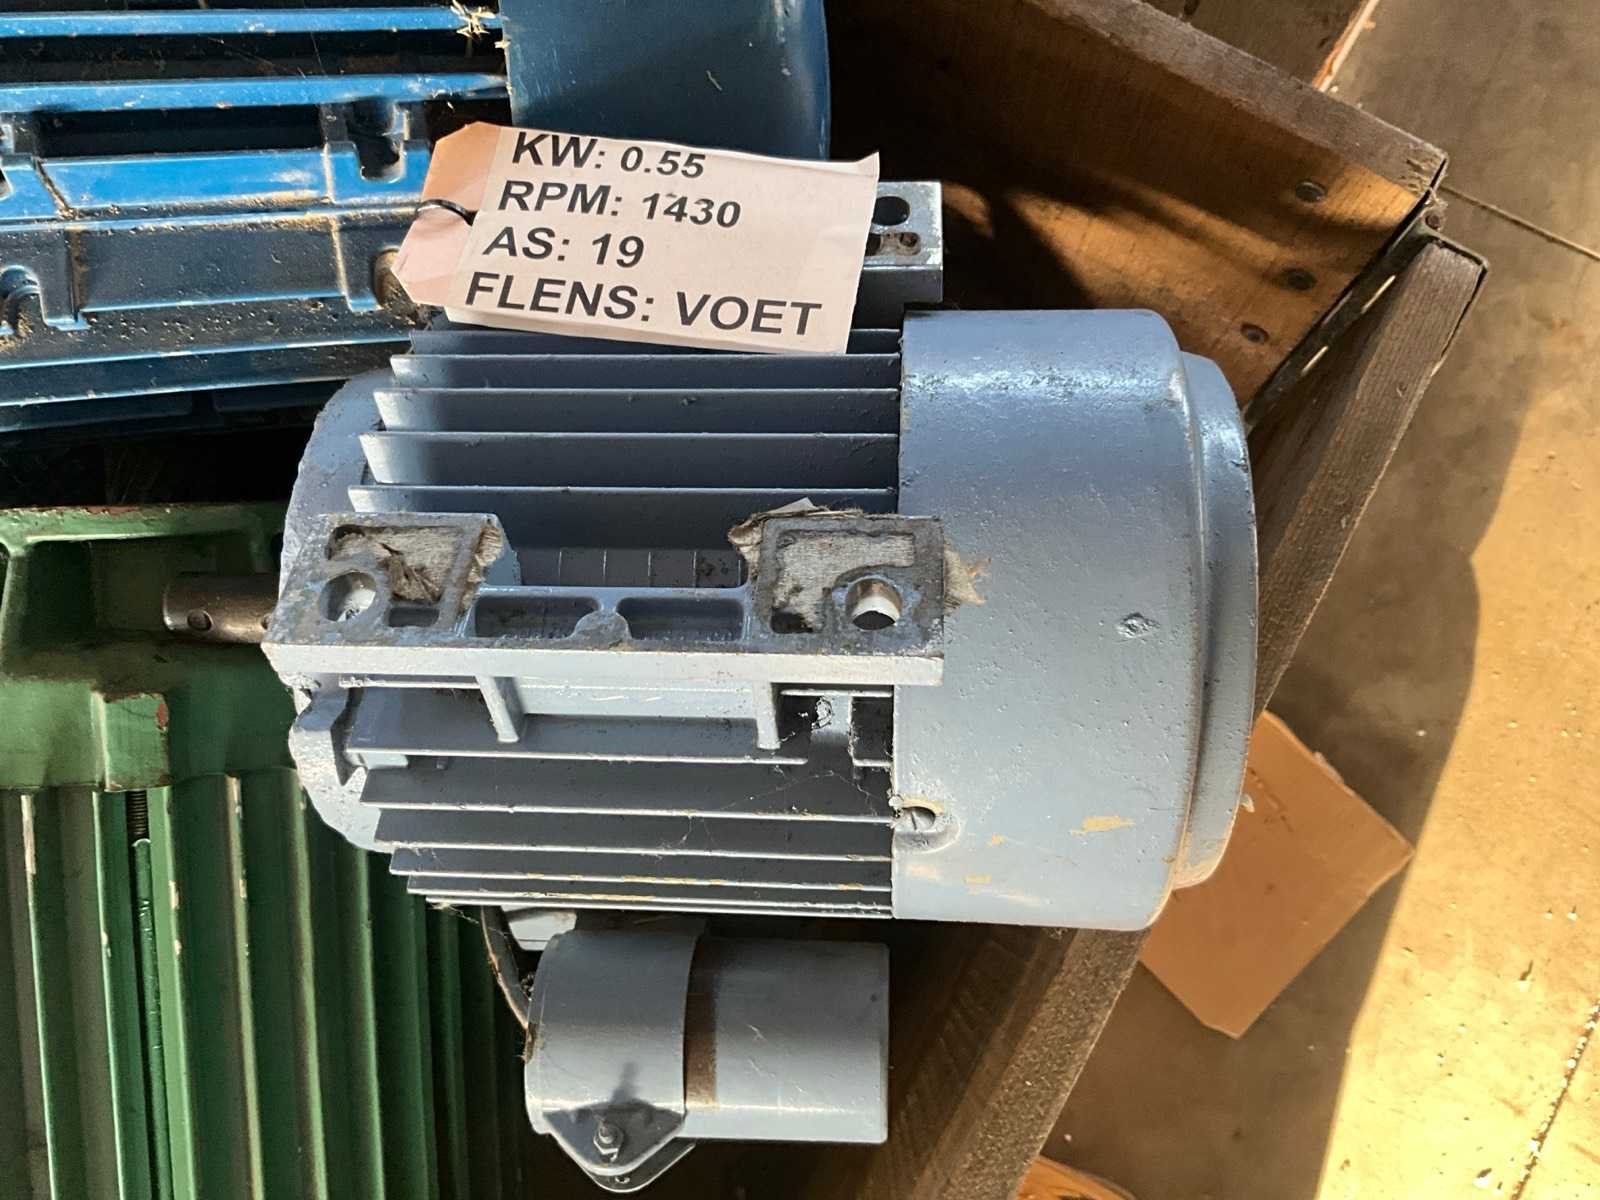 KW: 0.55
RPM: 1430
AS: 19
FLENS: VOET